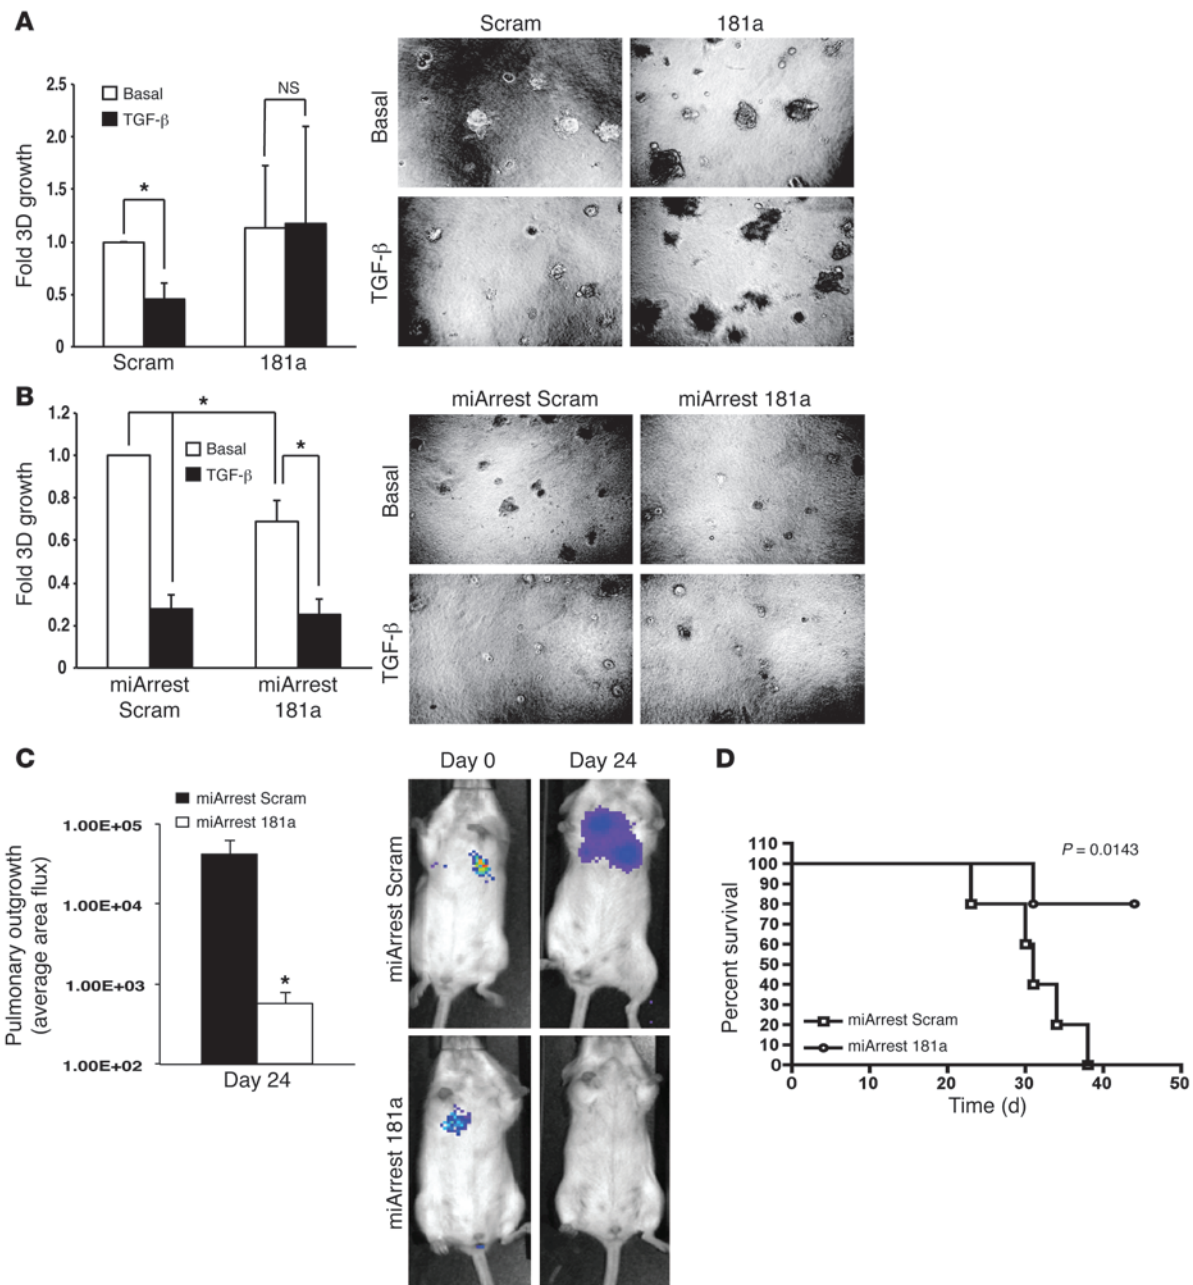 A
Scram
181a
2.5
2.0
1.5
1.0
0.5
0
Fold 3D growth
Basal
TGF-β
*
NS
Scram
181a
Basal
TGF-β
B
miArrest Scram
miArrest 181a
1.2
1.0
0.8
0.6
0.4
0.2
0
Fold 3D growth
*
Basal
TGF-β
*
miArrest
Scram
miArrest
181a
Basal
TGF-β
C
Day 0
Day 24
miArrest Scram
miArrest 181a
1.00E+05
1.00E+04
1.00E+03
1.00E+02
Pulmonary outgrowth
(average area flux)
*
Day 24
miArrest Scram
miArrest 181a
D
110
100
90
80
70
60
50
40
30
20
10
0
Percent survival
P = 0.0143
miArrest Scram
miArrest 181a
0
10
20
30
40
50
Time (d)